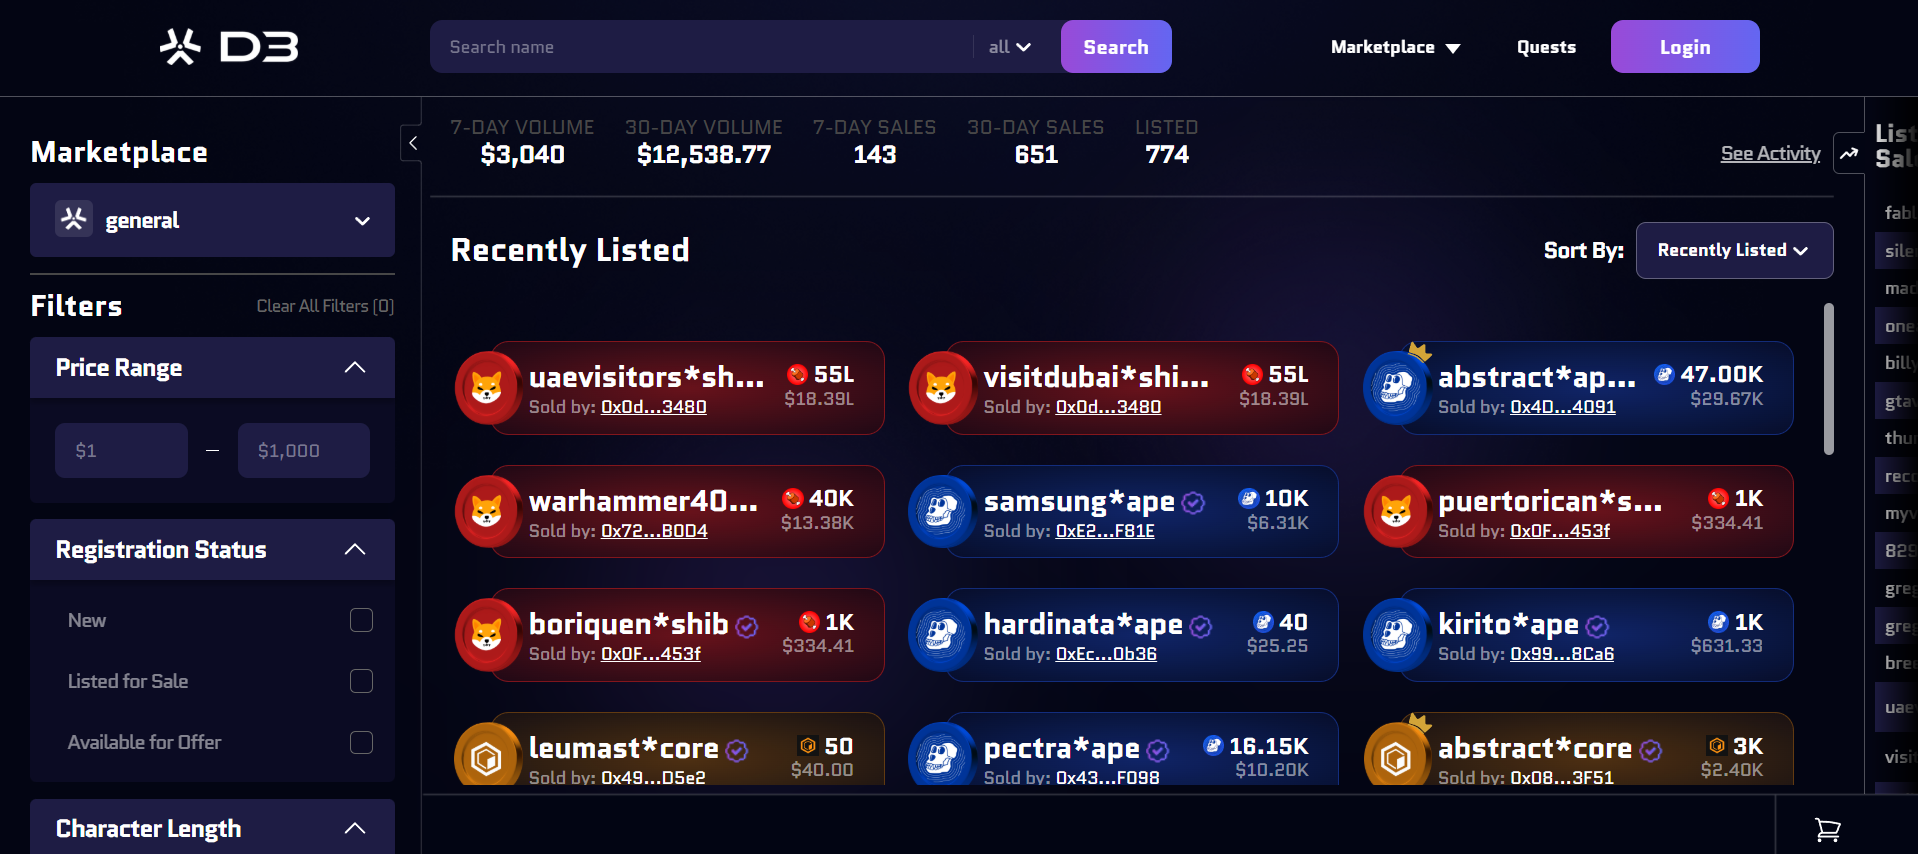 D3
Search name
all
Search
Marketplace
Quests
Login
Marketplace
general
Filters
Clear All Filters (0)
Price Range
$1
$1,000
Registration Status
New
Listed for Sale
Available for Offer
Character Length
7-DAY VOLUME
$3,040
30-DAY VOLUME
$12,538.77
7-DAY SALES
143
30-DAY SALES
651
LISTED
774
See Activity
Recently Listed
Sort By:
Recently Listed
uaevisitors*sh...
55L
Sold by: 0x0d...3480
$18.39L
visitdubai*shi...
55L
Sold by: 0x0d...3480
$18.39L
abstract*ap...
47.00K
Sold by: 0x4D...4091
$29.67K
warhammer40...
40K
Sold by: 0x72...B0D4
$13.38K
samsung*ape
10K
Sold by: 0xE2...F81E
$6.31K
puertorican*s...
1K
Sold by: 0x0F...453f
$334.41
boriquen*shib
1K
Sold by: 0x0F...453f
$334.41
hardinata*ape
40
Sold by: 0xEc...0b36
$25.25
kirito*ape
1K
Sold by: 0x99...8Ca6
$631.33
leumast*core
50
Sold by: 0x49...D5e2
$40.00
pectra*ape
16.15K
Sold by: 0x43...F098
$10.20K
abstract*core
3K
Sold by: 0x08...3F51
$2.40K
List
Sal
fabl
sile
mad
one
billy
gtav
thu
reco
myv
829
greg
greg
bree
uae
visit